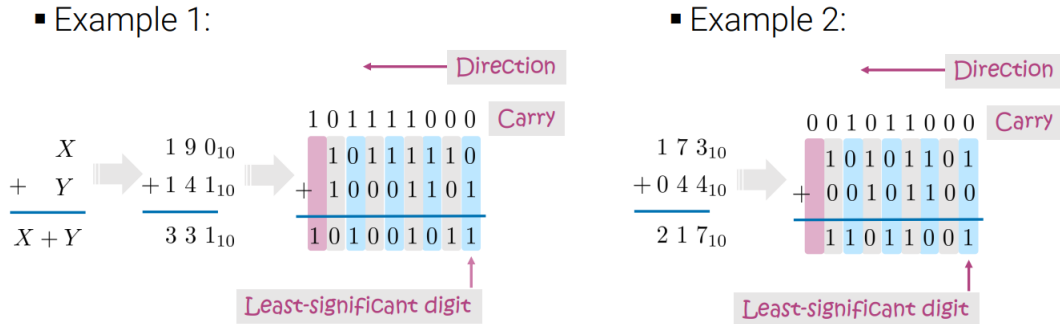 ▪ Example 1:
Direction
1 0 1 1 1 1 0 0 0 Carry
X
+ Y
X + Y
1 9 0₁₀
+ 1 4 1₁₀
3 3 1₁₀
1 0 1 1 1 1 1 0
+ 1 0 0 0 1 1 0 1
1 0 1 0 0 1 0 1 1
Least-significant digit
▪ Example 2:
Direction
0 0 1 0 1 1 0 0 0 Carry
1 7 3₁₀
+ 0 4 4₁₀
2 1 7₁₀
1 0 1 0 1 1 0 1
+ 0 0 1 0 1 1 0 0
1 1 0 1 1 0 0 1
Least-significant digit